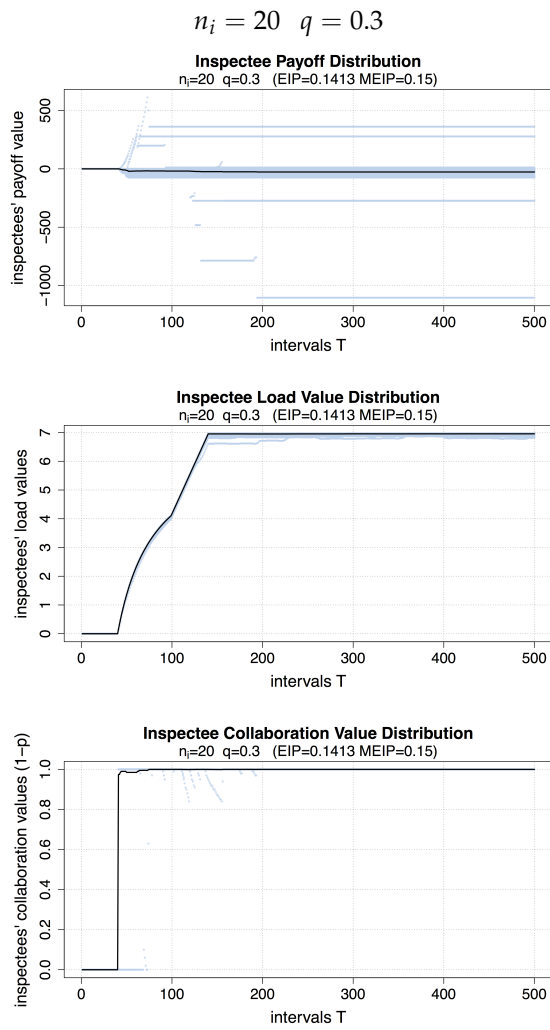 nᵢ = 20 q = 0.3
Inspectee Payoff Distribution
nᵢ=20 q=0.3 (EIP=0.1413 MEIP=0.15)
inspectees' payoff value
500
0
−500
−1000
0 100 200 300 400 500
intervals T
Inspectee Load Value Distribution
nᵢ=20 q=0.3 (EIP=0.1413 MEIP=0.15)
inspectees' load values
7
6
5
4
3
2
1
0
0 100 200 300 400 500
intervals T
Inspectee Collaboration Value Distribution
nᵢ=20 q=0.3 (EIP=0.1413 MEIP=0.15)
inspectees' collaboration values (1−p)
1.0
0.8
0.6
0.4
0.2
0.0
0 100 200 300 400 500
intervals T